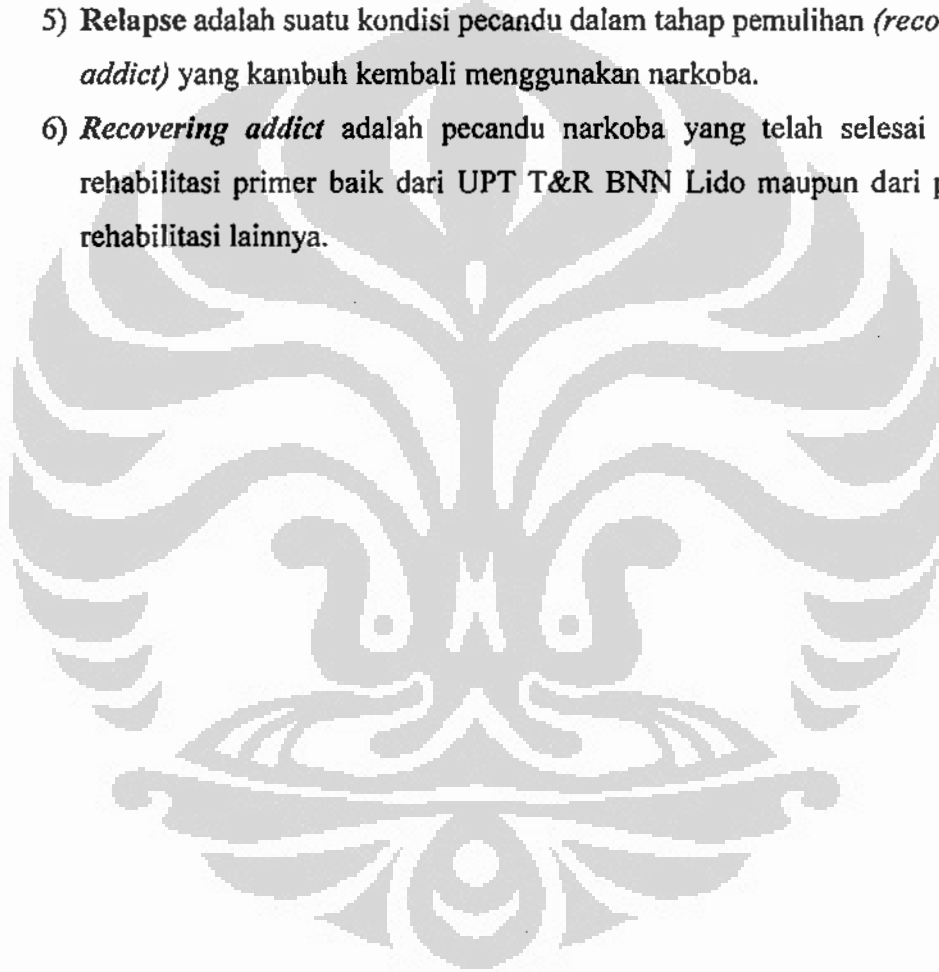 5) Relapse adalah suatu kondisi pecandu dalam tahap pemulihan (reco
addict) yang kambuh kembali menggunakan narkoba.
6) Recovering addict adalah pecandu narkoba yang telah selesai
rehabilitasi primer baik dari UPT T&R BNN Lido maupun dari p
rehabilitasi lainnya.